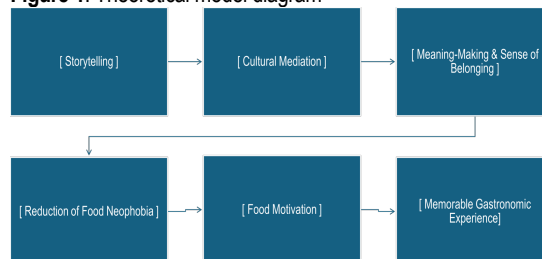 Figure 1. Theoretical model diagram
[ Storytelling ]
[ Cultural Mediation ]
[ Meaning-Making & Sense of
Belonging ]
[ Reduction of Food Neophobia ]
[ Food Motivation ]
[ Memorable Gastronomic
Experience]